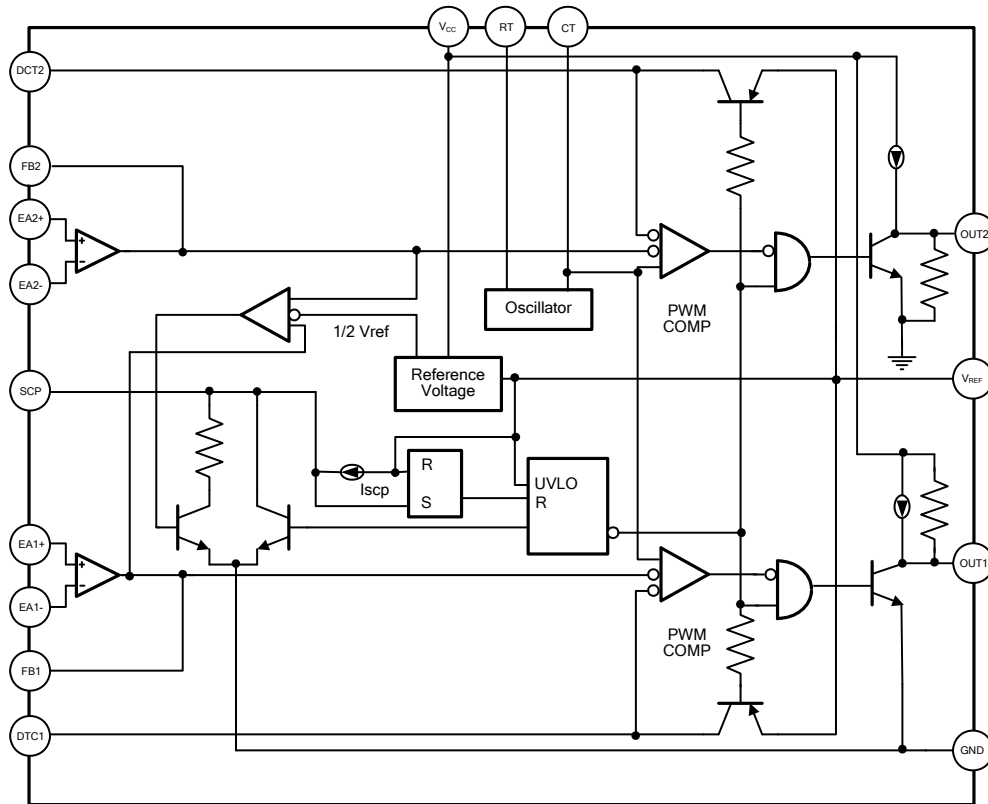 VCC
RT
CT
DCT2
FB2
EA2+
EA2-
+
−
OUT2
Oscillator
PWM
COMP
1/2 Vref
Reference
Voltage
SCP
VREF
R
S
Iscp
UVLO
R
EA1+
EA1-
+
−
OUT1
PWM
COMP
FB1
DTC1
GND